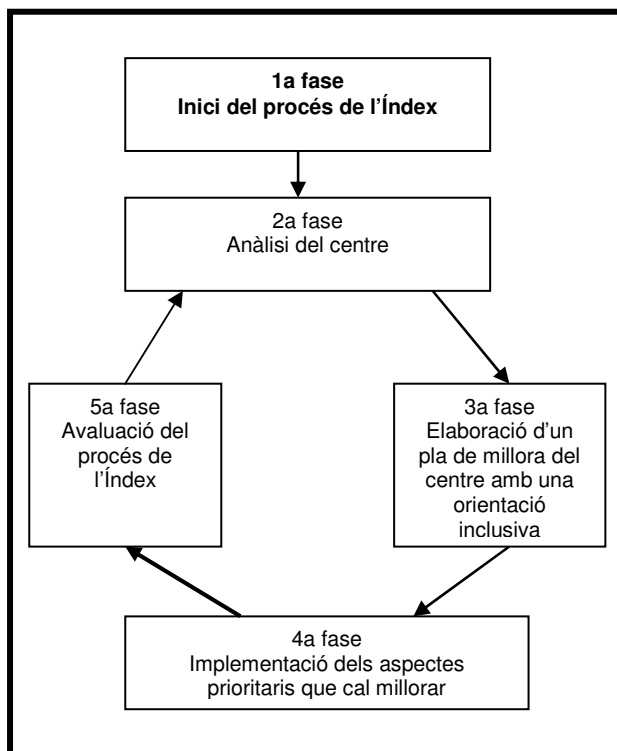 1a fase
Inici del procés de l’Índex
2a fase
Anàlisi del centre
3a fase
Elaboració d’un
pla de millora del
centre amb una
orientació
inclusiva
4a fase
Implementació dels aspectes
prioritaris que cal millorar
5a fase
Avaluació del
procés de
l’Índex